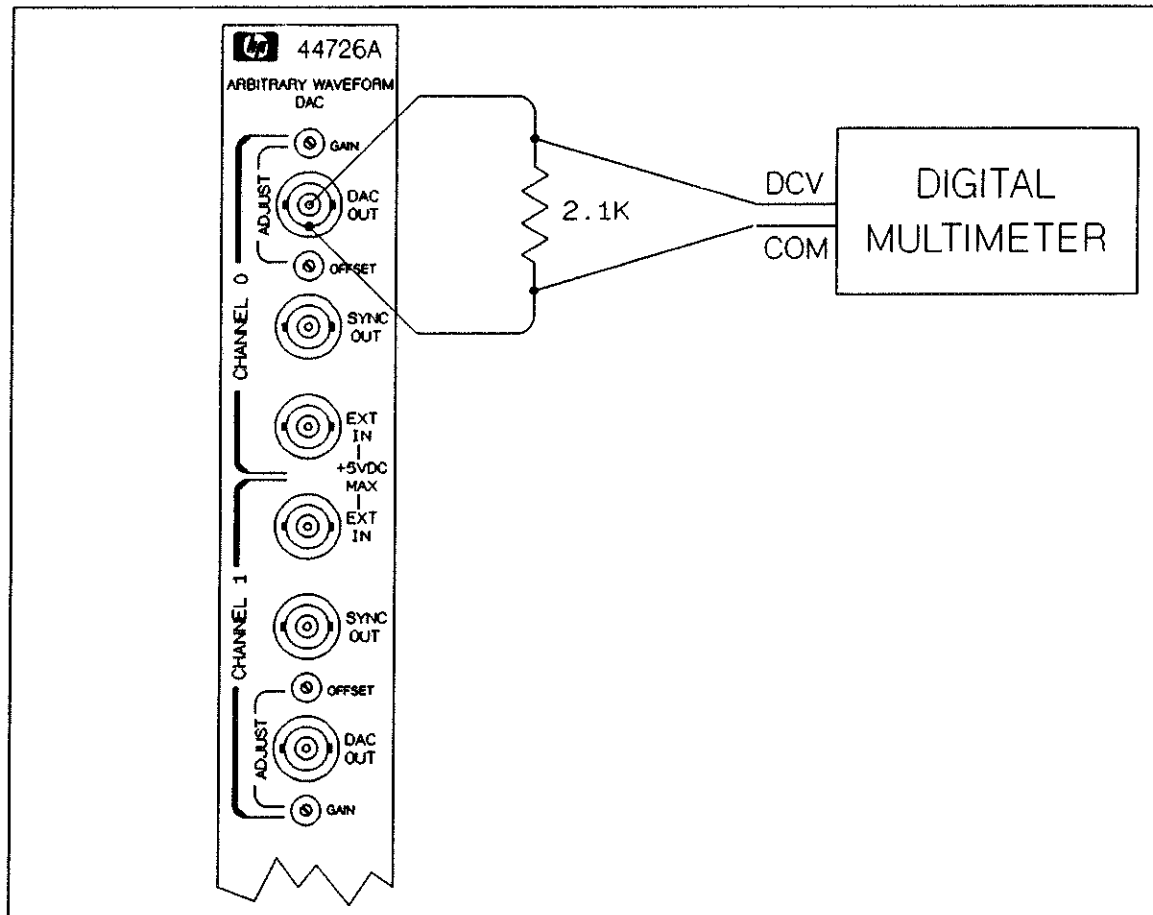 hp 44726A
ARBITRARY WAVEFORM
DAC
GAIN
ADJUST
DAC
OUT
OFFSET
CHANNEL 0
SYNC
OUT
EXT
IN
+5VDC
MAX
EXT
IN
CHANNEL 1
SYNC
OUT
OFFSET
ADJUST
DAC
OUT
GAIN
2.1K
DCV
COM
DIGITAL
MULTIMETER